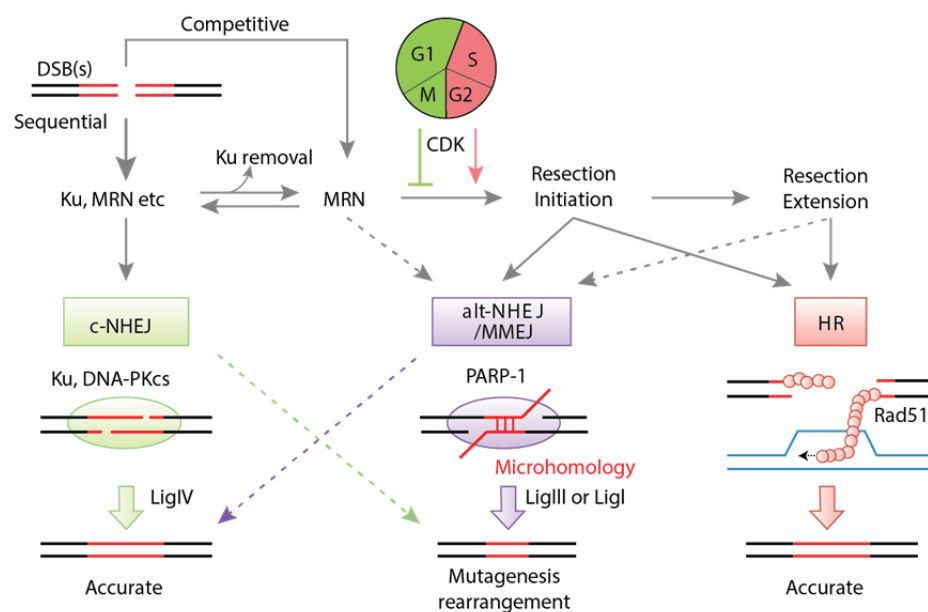 Competitive
DSB(s)
Sequential
G1
S
M
G2
CDK
Ku removal
Ku, MRN etc
MRN
Resection
Initiation
Resection
Extension
c-NHEJ
alt-NHE J
/MMEJ
HR
Ku, DNA-PKcs
PARP-1
Rad51
Microhomology
LigIV
LigIII or LigI
Accurate
Mutagenesis
rearrangement
Accurate